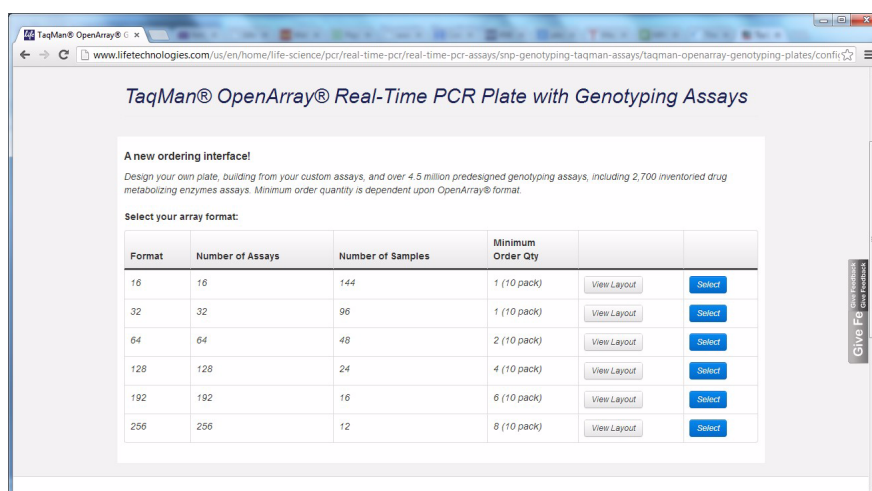 Life TaqMan® OpenArray® G ×
www.lifetechnologies.com/us/en/home/life-science/pcr/real-time-pcr/real-time-pcr-assays/snp-genotyping-taqman-assays/taqman-openarray-genotyping-plates/config
TaqMan® OpenArray® Real-Time PCR Plate with Genotyping Assays
A new ordering interface!
Design your own plate, building from your custom assays, and over 4.5 million predesigned genotyping assays, including 2,700 inventoried drug
metabolizing enzymes assays. Minimum order quantity is dependent upon OpenArray® format.
Select your array format:
Format Number of Assays Number of Samples Minimum Order Qty
16 16 144 1 (10 pack) View Layout Select
32 32 96 1 (10 pack) View Layout Select
64 64 48 2 (10 pack) View Layout Select
128 128 24 4 (10 pack) View Layout Select
192 192 16 6 (10 pack) View Layout Select
256 256 12 8 (10 pack) View Layout Select
Give Feedback
Give Feedback
Give Fe